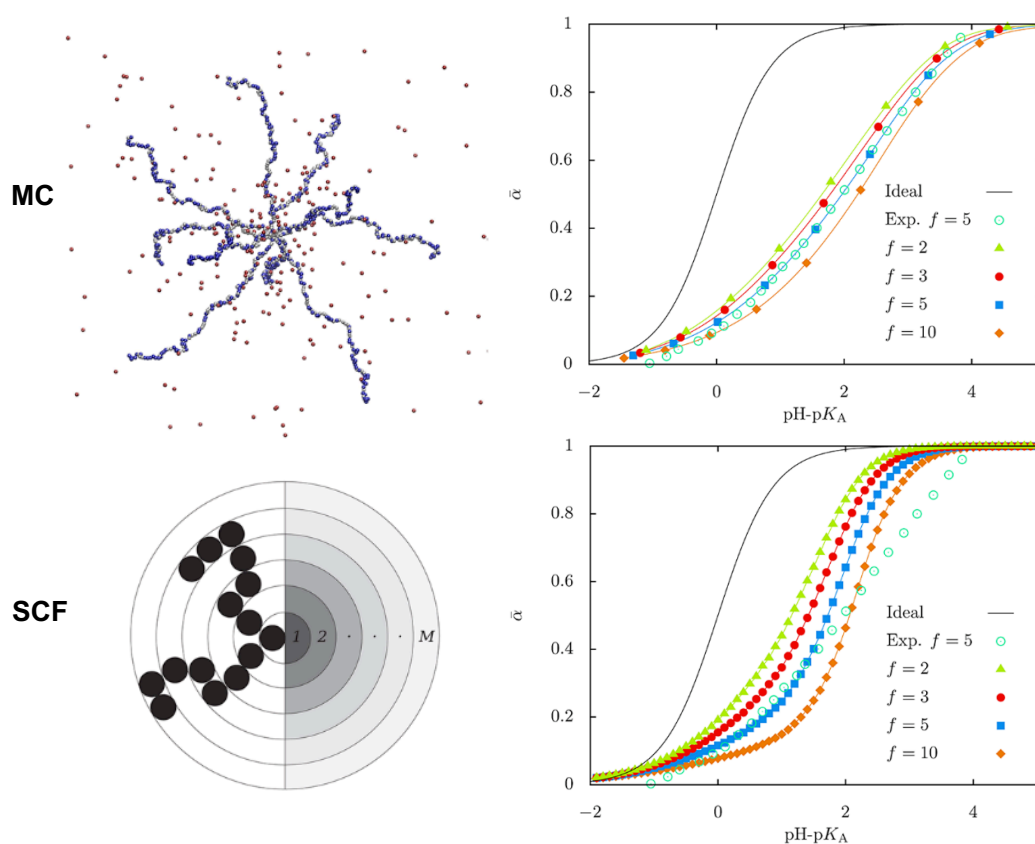 MC
1
0.8
0.6
0.4
0.2
0
ᾱ
Ideal
Exp. f = 5
f = 2
f = 3
f = 5
f = 10
−2
0
2
4
pH-pK_A
SCF
1
2
· · ·
M
1
0.8
0.6
0.4
0.2
0
ᾱ
Ideal
Exp. f = 5
f = 2
f = 3
f = 5
f = 10
−2
0
2
4
pH-pK_A